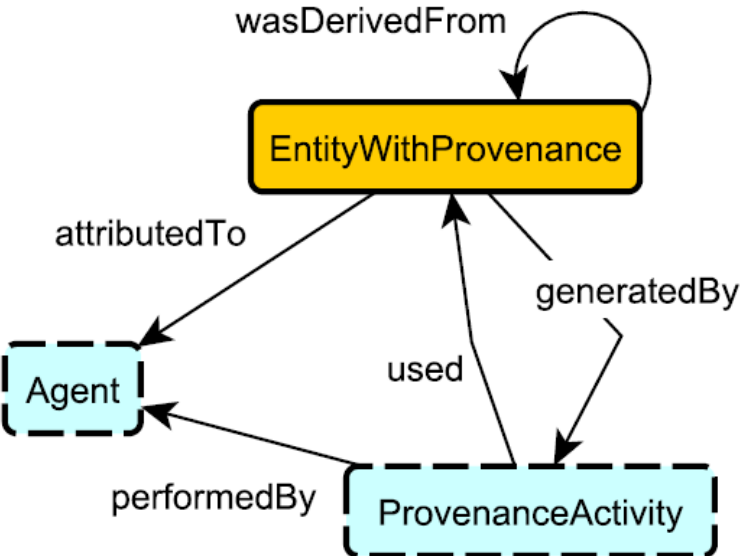 wasDerivedFrom
EntityWithProvenance
attributedTo
generatedBy
used
Agent
performedBy
ProvenanceActivity